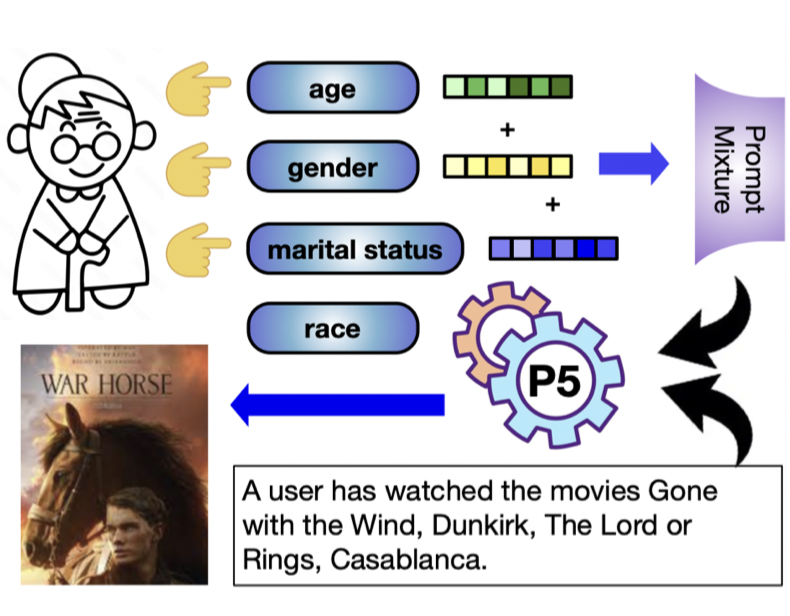 age
+
gender
+
marital status
race
Prompt
Mixture
P5
WAR HORSE
A user has watched the movies Gone
with the Wind, Dunkirk, The Lord or
Rings, Casablanca.